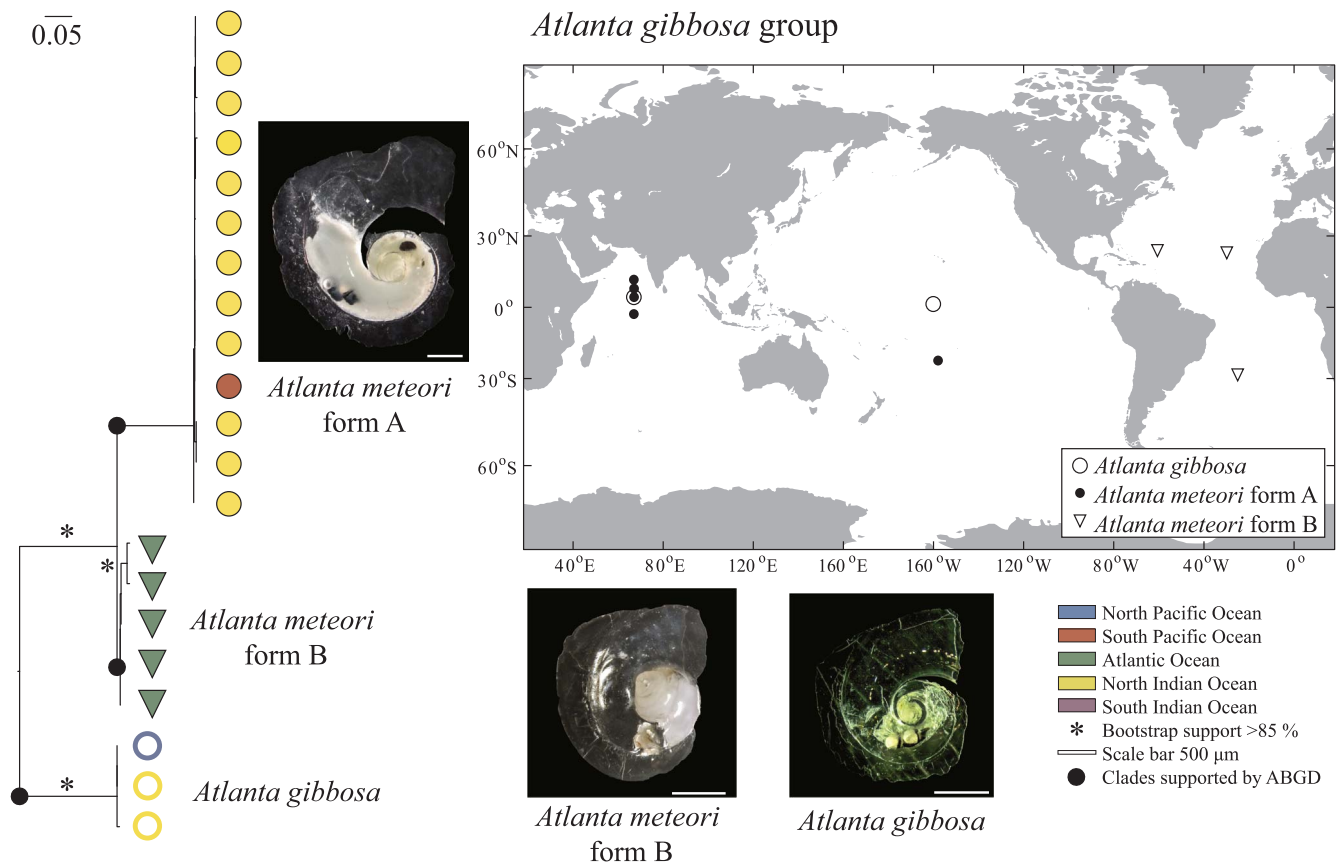 0.05
Atlanta gibbosa group
60°N
30°N
0°
30°S
60°S
40°E
80°E
120°E
160°E
160°W
120°W
80°W
40°W
0°
Atlanta gibbosa
Atlanta meteori form A
Atlanta meteori form B
Atlanta meteori
form A
*
*
Atlanta meteori
form B
*
Atlanta gibbosa
Atlanta meteori
form B
Atlanta gibbosa
North Pacific Ocean
South Pacific Ocean
Atlantic Ocean
North Indian Ocean
South Indian Ocean
* Bootstrap support >85 %
Scale bar 500 μm
Clades supported by ABGD